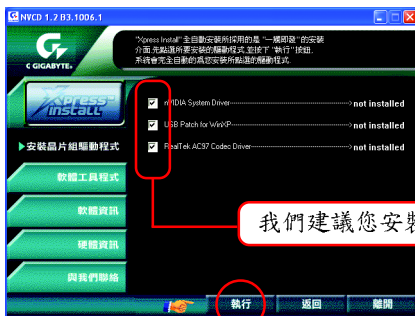 NVCD 1.2 B3.1006.1
G GIGABYTE™
"Xpress Install" 全自動安裝所採用的是 "一觸即發" 的安裝
介面.先點選所要安裝的驅動程式,並按下 "執行" 按鈕.
系統會完全自動的為您安裝所點選的驅動程式.
Xpress™
INSTALL
安裝晶片組驅動程式
軟體工具程式
軟體資訊
硬體資訊
與我們聯絡
nVIDIA System Driver not installed
USB Patch for WinXP not installed
RealTek AC97 Codec Driver not installed
我們建議您安裝
執行
返回
離開